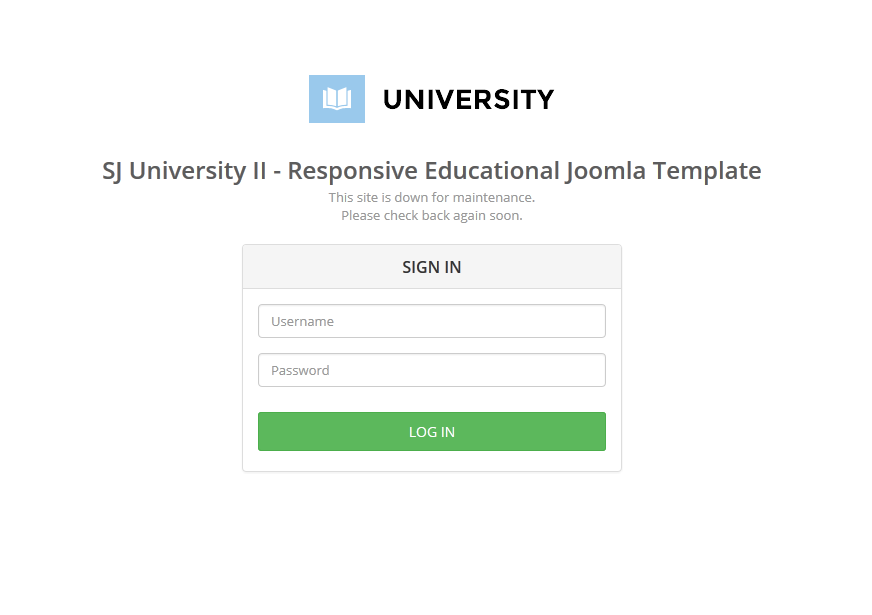 UNIVERSITY
SJ University II - Responsive Educational Joomla Template
This site is down for maintenance.
Please check back again soon.
SIGN IN
Username
Password
LOG IN